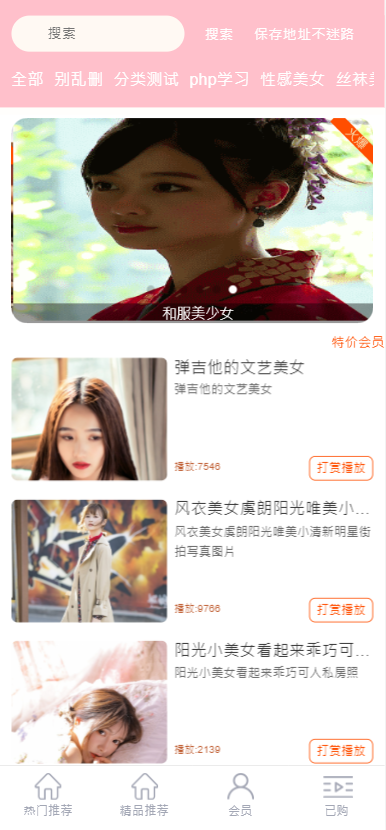 搜索 搜索 保存地址不迷路
全部 别乱删 分类测试 php学习 性感美女 丝袜美
火爆
和服美少女
特价会员
弹吉他的文艺美女
弹吉他的文艺美女
播放:7546 打赏播放
风衣美女虞朗阳光唯美小...
风衣美女虞朗阳光唯美小清新明星街
拍写真图片
播放:9766 打赏播放
阳光小美女看起来乖巧可...
阳光小美女看起来乖巧可人私房照
播放:2139 打赏播放
热门推荐 精品推荐 会员 已购